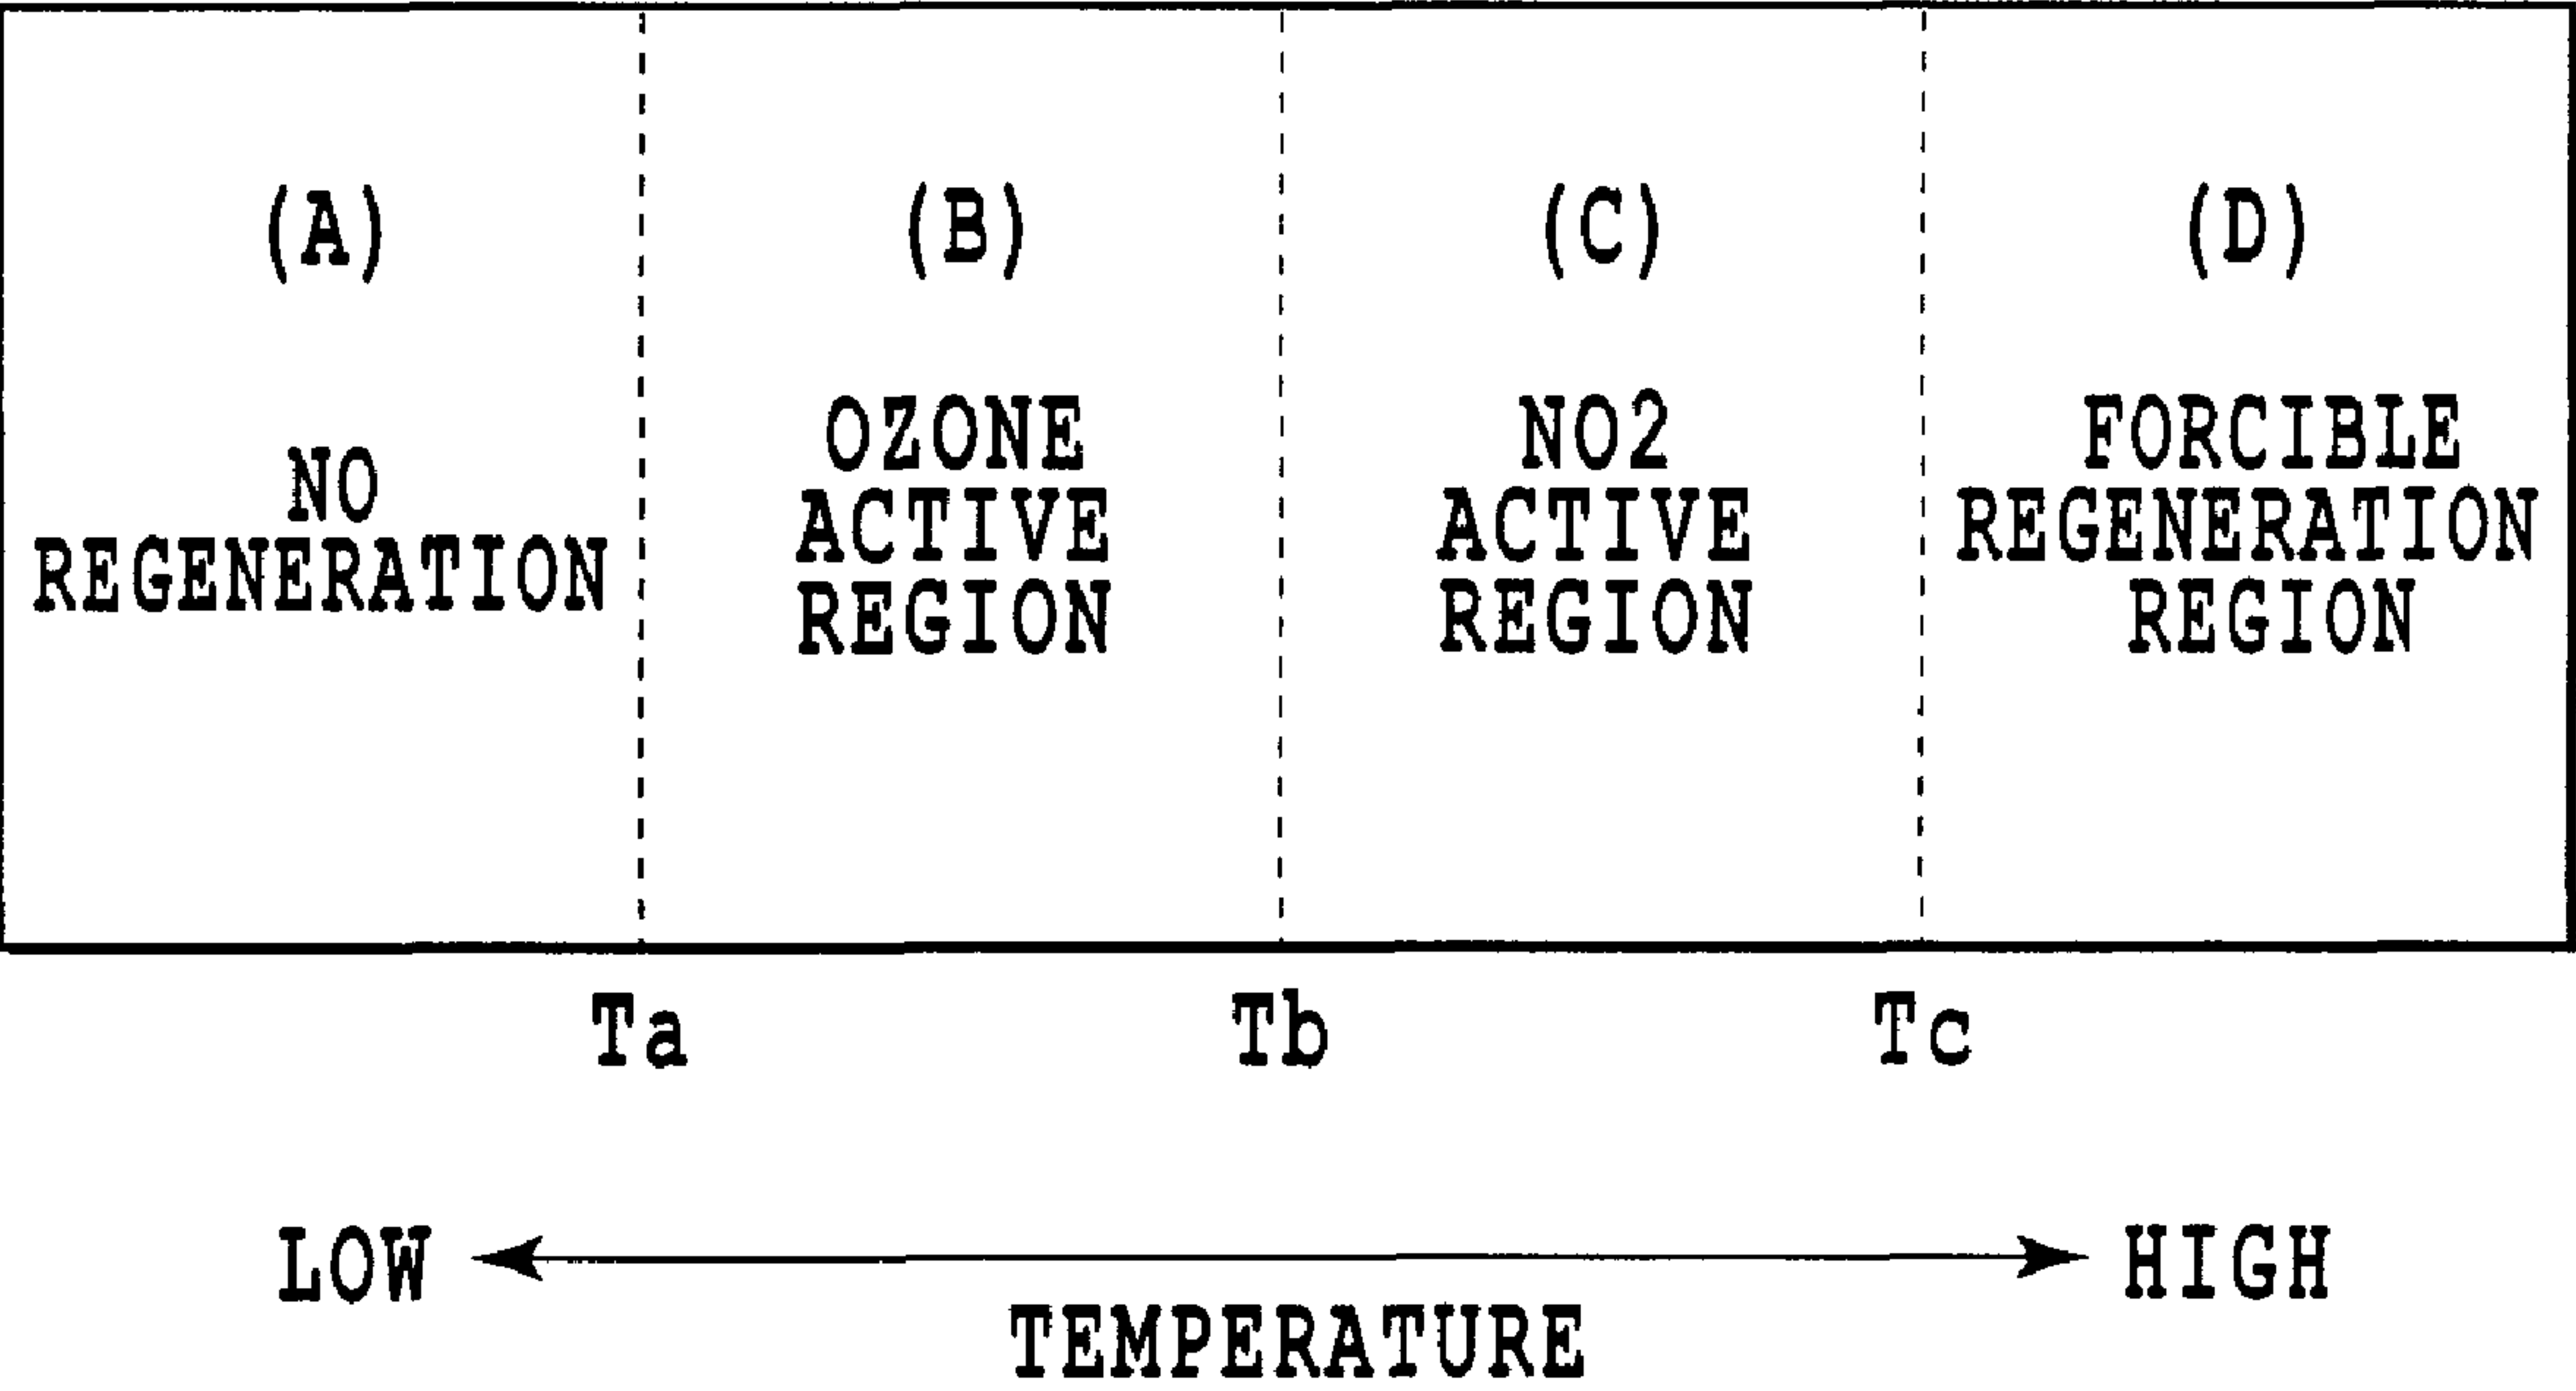 (A)
NO
REGENERATION
(B)
OZONE
ACTIVE
REGION
(C)
NO2
ACTIVE
REGION
(D)
FORCIBLE
REGENERATION
REGION
Ta
Tb
Tc
LOW
HIGH
TEMPERATURE